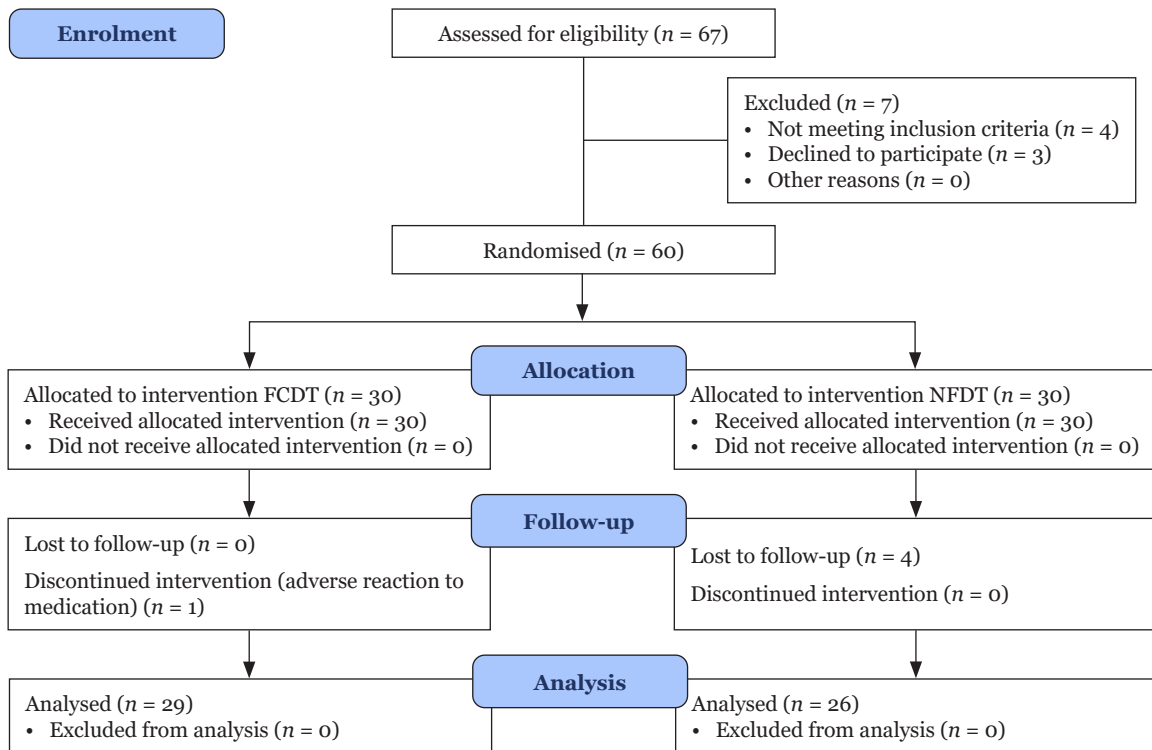 Enrolment
Assessed for eligibility (n = 67)
Excluded (n = 7)
• Not meeting inclusion criteria (n = 4)
• Declined to participate (n = 3)
• Other reasons (n = 0)
Randomised (n = 60)
Allocation
Allocated to intervention FCDT (n = 30)
• Received allocated intervention (n = 30)
• Did not receive allocated intervention (n = 0)
Allocated to intervention NFDT (n = 30)
• Received allocated intervention (n = 30)
• Did not receive allocated intervention (n = 0)
Follow-up
Lost to follow-up (n = 0)
Discontinued intervention (adverse reaction to
medication) (n = 1)
Lost to follow-up (n = 4)
Discontinued intervention (n = 0)
Analysis
Analysed (n = 29)
• Excluded from analysis (n = 0)
Analysed (n = 26)
• Excluded from analysis (n = 0)